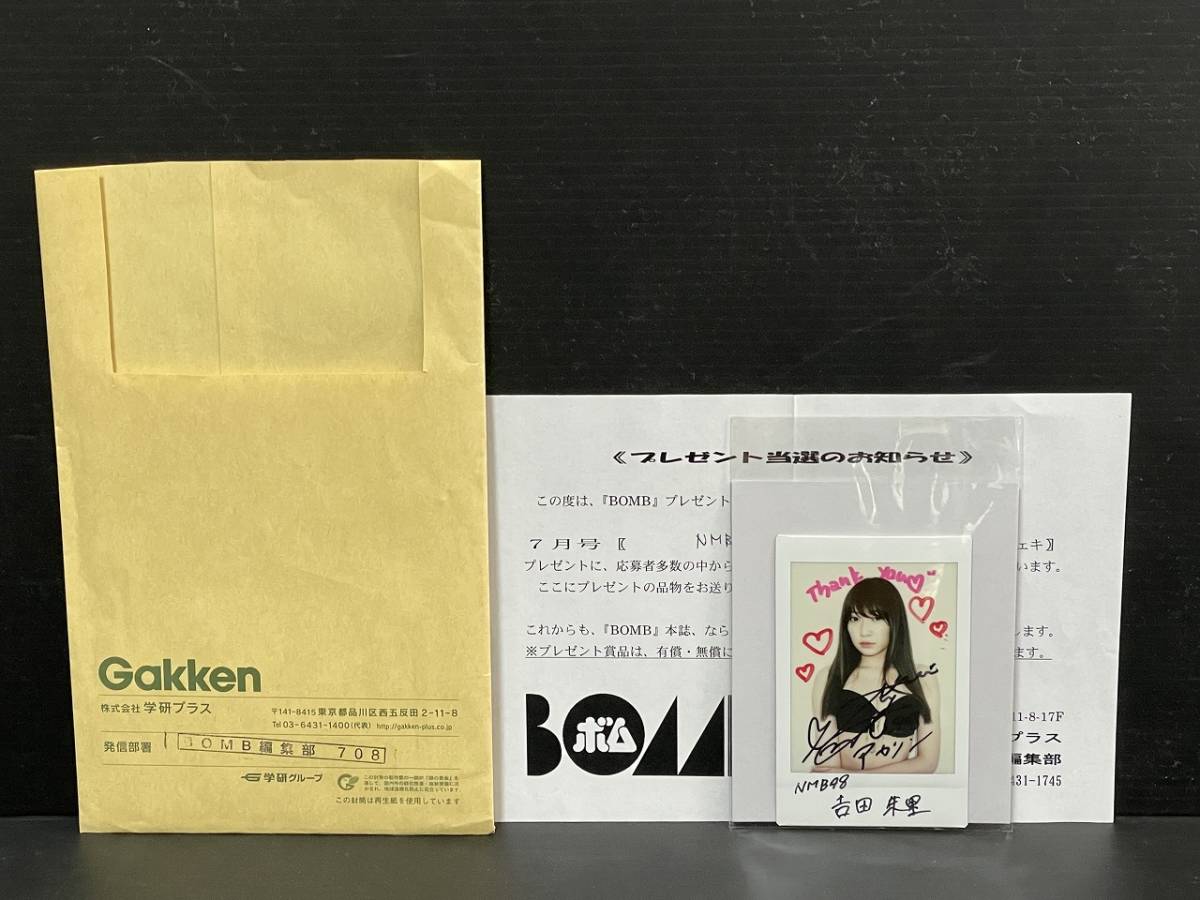 Gakken
株式会社 学研プラス
〒141-8415 東京都品川区西五反田 2-11-8
Tel 03-6431-1400(代表) http://gakken-plus.co.jp
発信部署 BOMB編集部 708
学研グループ
この封筒は再生紙を使用しています
《プレゼント当選のお知らせ》
この度は、『BOMB』プレゼント
7月号 〘 NMB ェキ〙
プレゼントに、応募者多数の中から います。
ここにプレゼントの品物をお送り
これからも、『BOMB』本誌、なら します。
※プレゼント賞品は、有償・無償に ます。
BOMB
ボム
11-8-17F
プラス
編集部
431-1745
Thank You
アカリン
NMB48
吉田 朱里